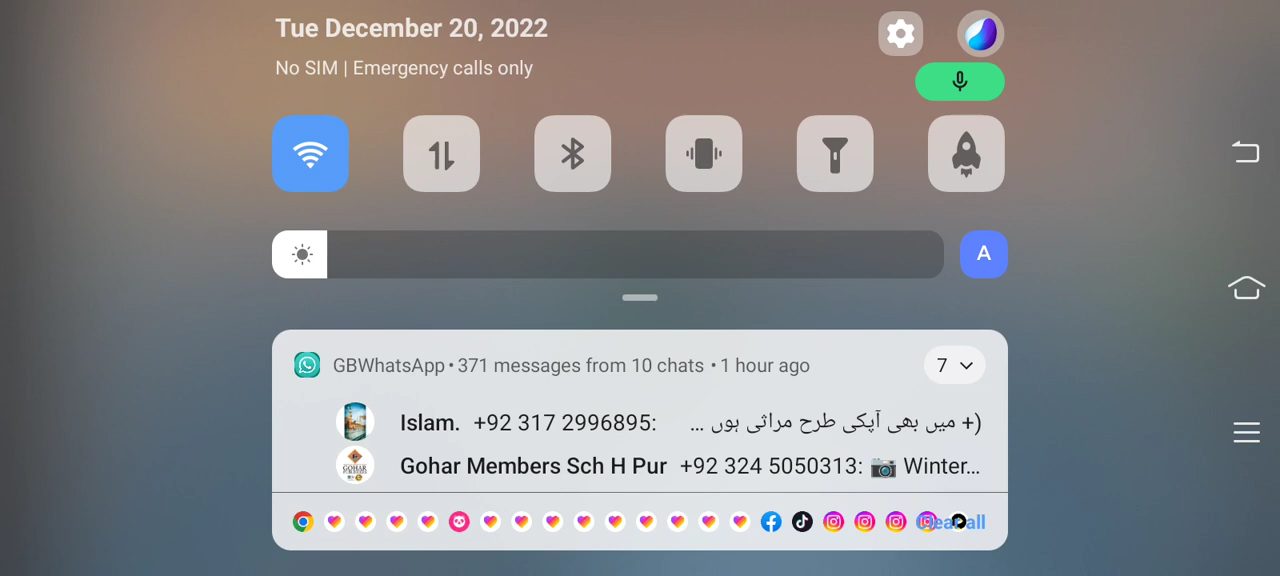 Tue December 20, 2022
No SIM | Emergency calls only
A
GBWhatsApp • 371 messages from 10 chats • 1 hour ago 7
Islam. +92 317 2996895: (+ میں بھی آپکی طرح مراثی ہوں ...
Gohar Members Sch H Pur +92 324 5050313: 📷 Winter...
Clear all